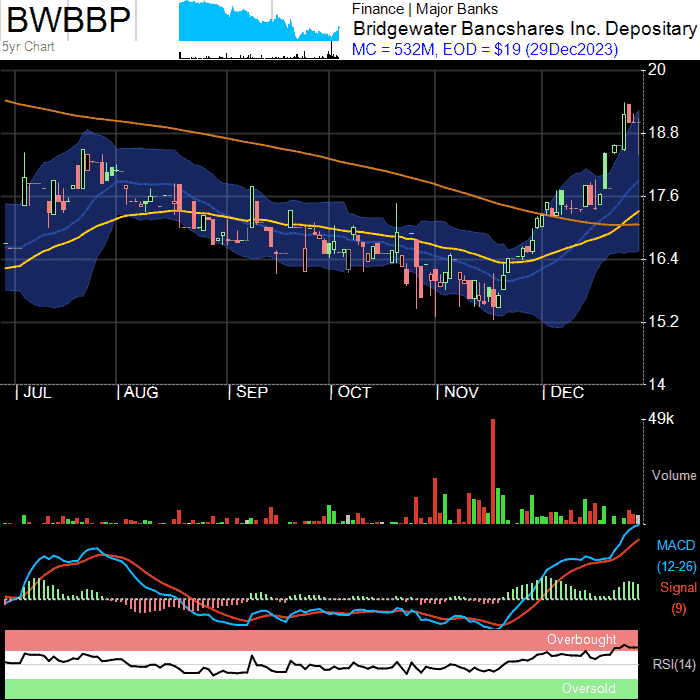 BWBBP
5yr Chart
Finance | Major Banks
Bridgewater Bancshares Inc. Depositary
MC = 532M, EOD = $19 (29Dec2023)
20
18.8
17.6
16.4
15.2
14
| JUL | AUG | SEP | OCT | NOV | DEC
49k
Volume
MACD
(12-26)
Signal
(9)
Overbought
RSI(14)
Oversold